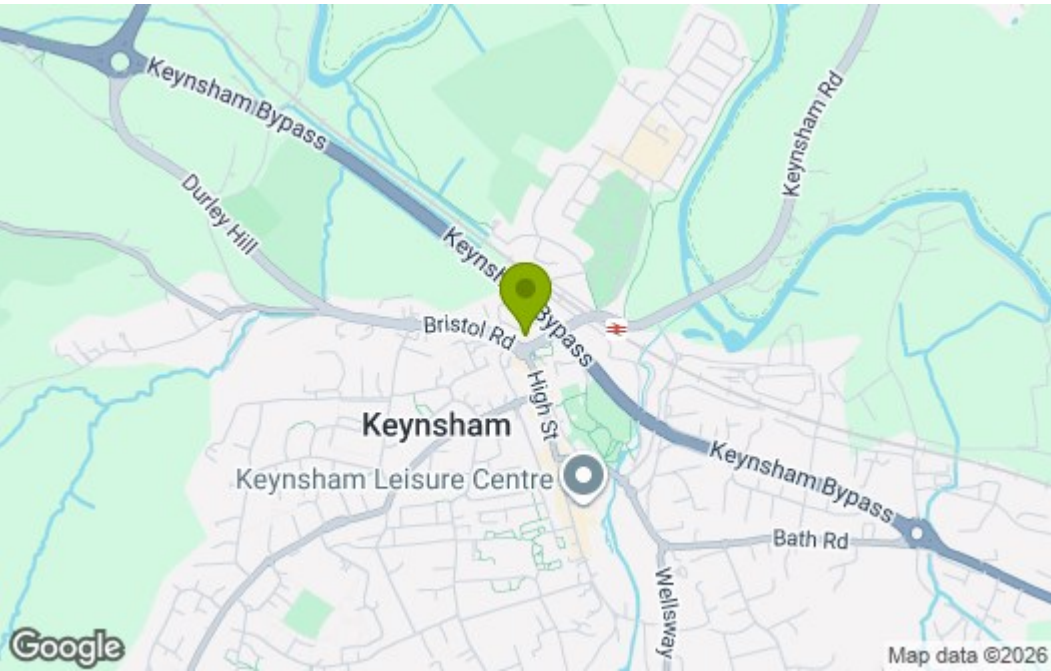 Keynsham Bypass
Keynsham Rd
Durley Hill
Keynsham Bypass
Bristol Rd
High St
Keynsham
Keynsham Leisure Centre
Keynsham Bypass
Bath Rd
Wellsway
Google
Map data ©2026